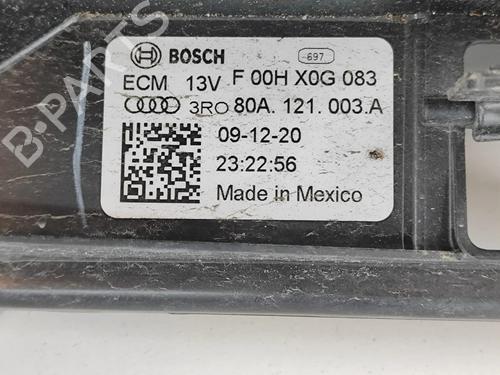 BOSCH
-697-
ECM 13V F 00H X0G 083
3RO 80A. 121. 003.A
09-12-20
23:22:56
Made in Mexico
B-PARTS